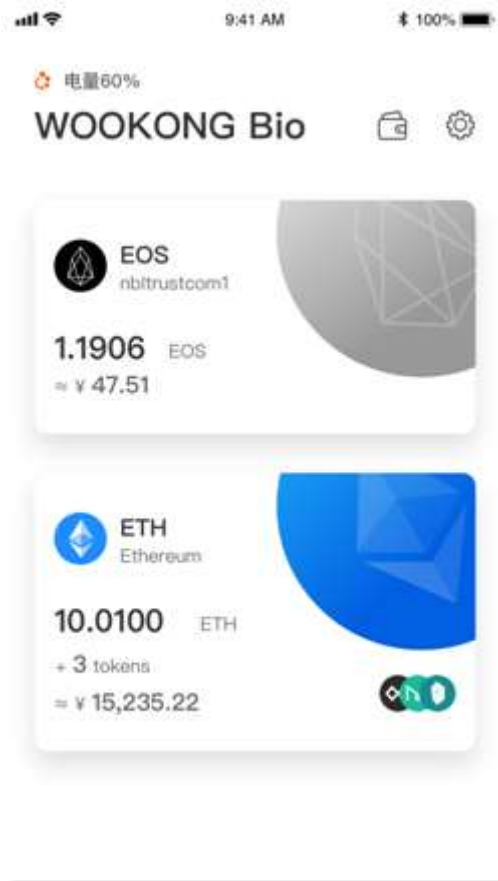 9:41 AM 100%
电量60%
WOOKONG Bio
EOS
nbltrustcom1
1.1906 EOS
≈ ¥ 47.51
ETH
Ethereum
10.0100 ETH
+ 3 tokens
≈ ¥ 15,235.22